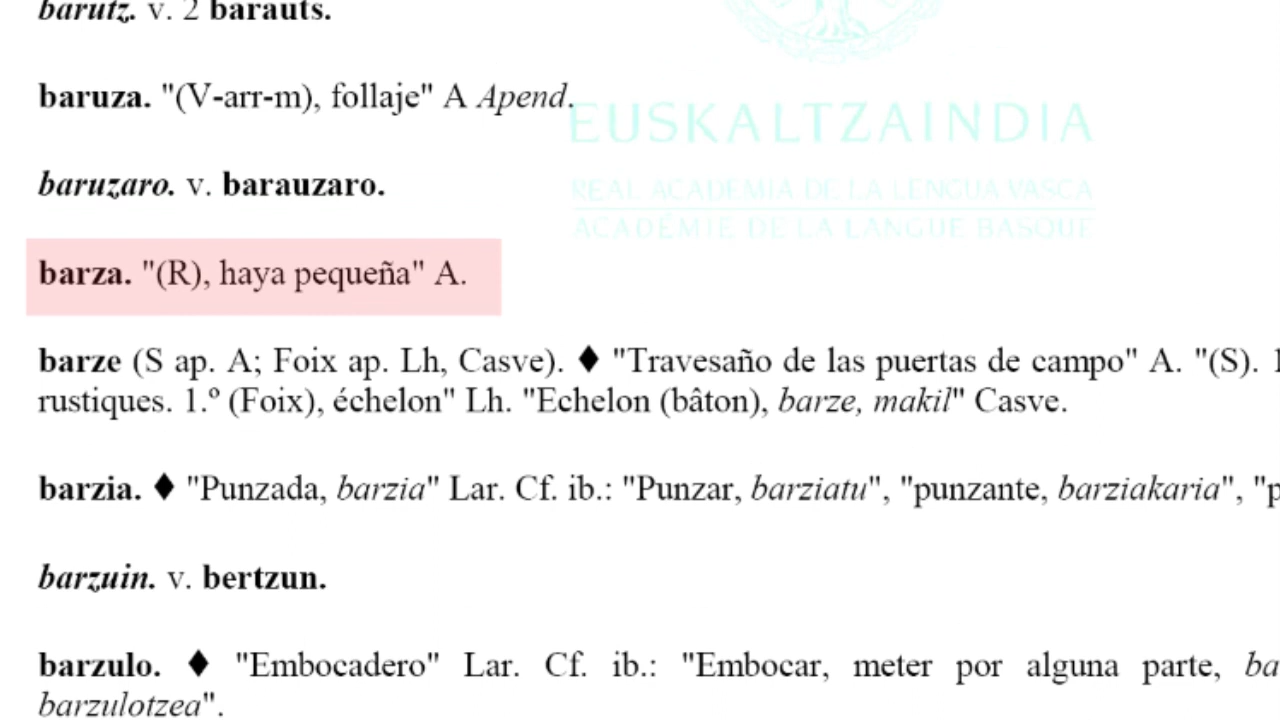 barutz. v. 2 barauts.
baruza. "(V-arr-m), follaje" A Apend.
EUSKALTZAINDIA
baruzaro. v. barauzaro.
REAL ACADEMIA DE LA LENGUA VASCA
ACADÉMIE DE LA LANGUE BASQUE
barza. "(R), haya pequeña" A.
barze (S ap. A; Foix ap. Lh, Casve). ♦ "Travesaño de las puertas de campo" A. "(S).
rustiques. 1.º (Foix), échelon" Lh. "Echelon (bâton), barze, makil" Casve.
barzia. ♦ "Punzada, barzia" Lar. Cf. ib.: "Punzar, barziatu", "punzante, barziakaria", "p
barzuin. v. bertzun.
barzulo. ♦ "Embocadero" Lar. Cf. ib.: "Embocar, meter por alguna parte, ba
barzulotzea".